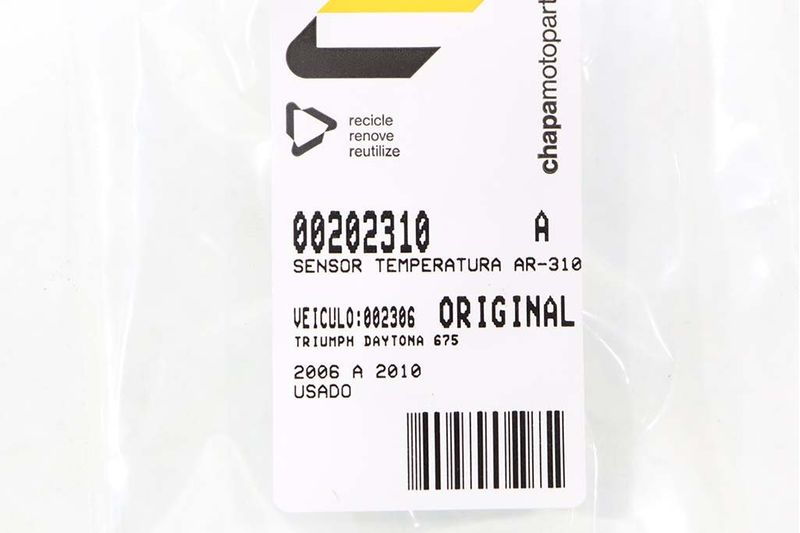 recicle
renove
reutilize
chapamotopart
00202310 A
SENSOR TEMPERATURA AR-310
VEICULO:002306 ORIGINAL
TRIUMPH DAYTONA 675
2006 A 2010
USADO